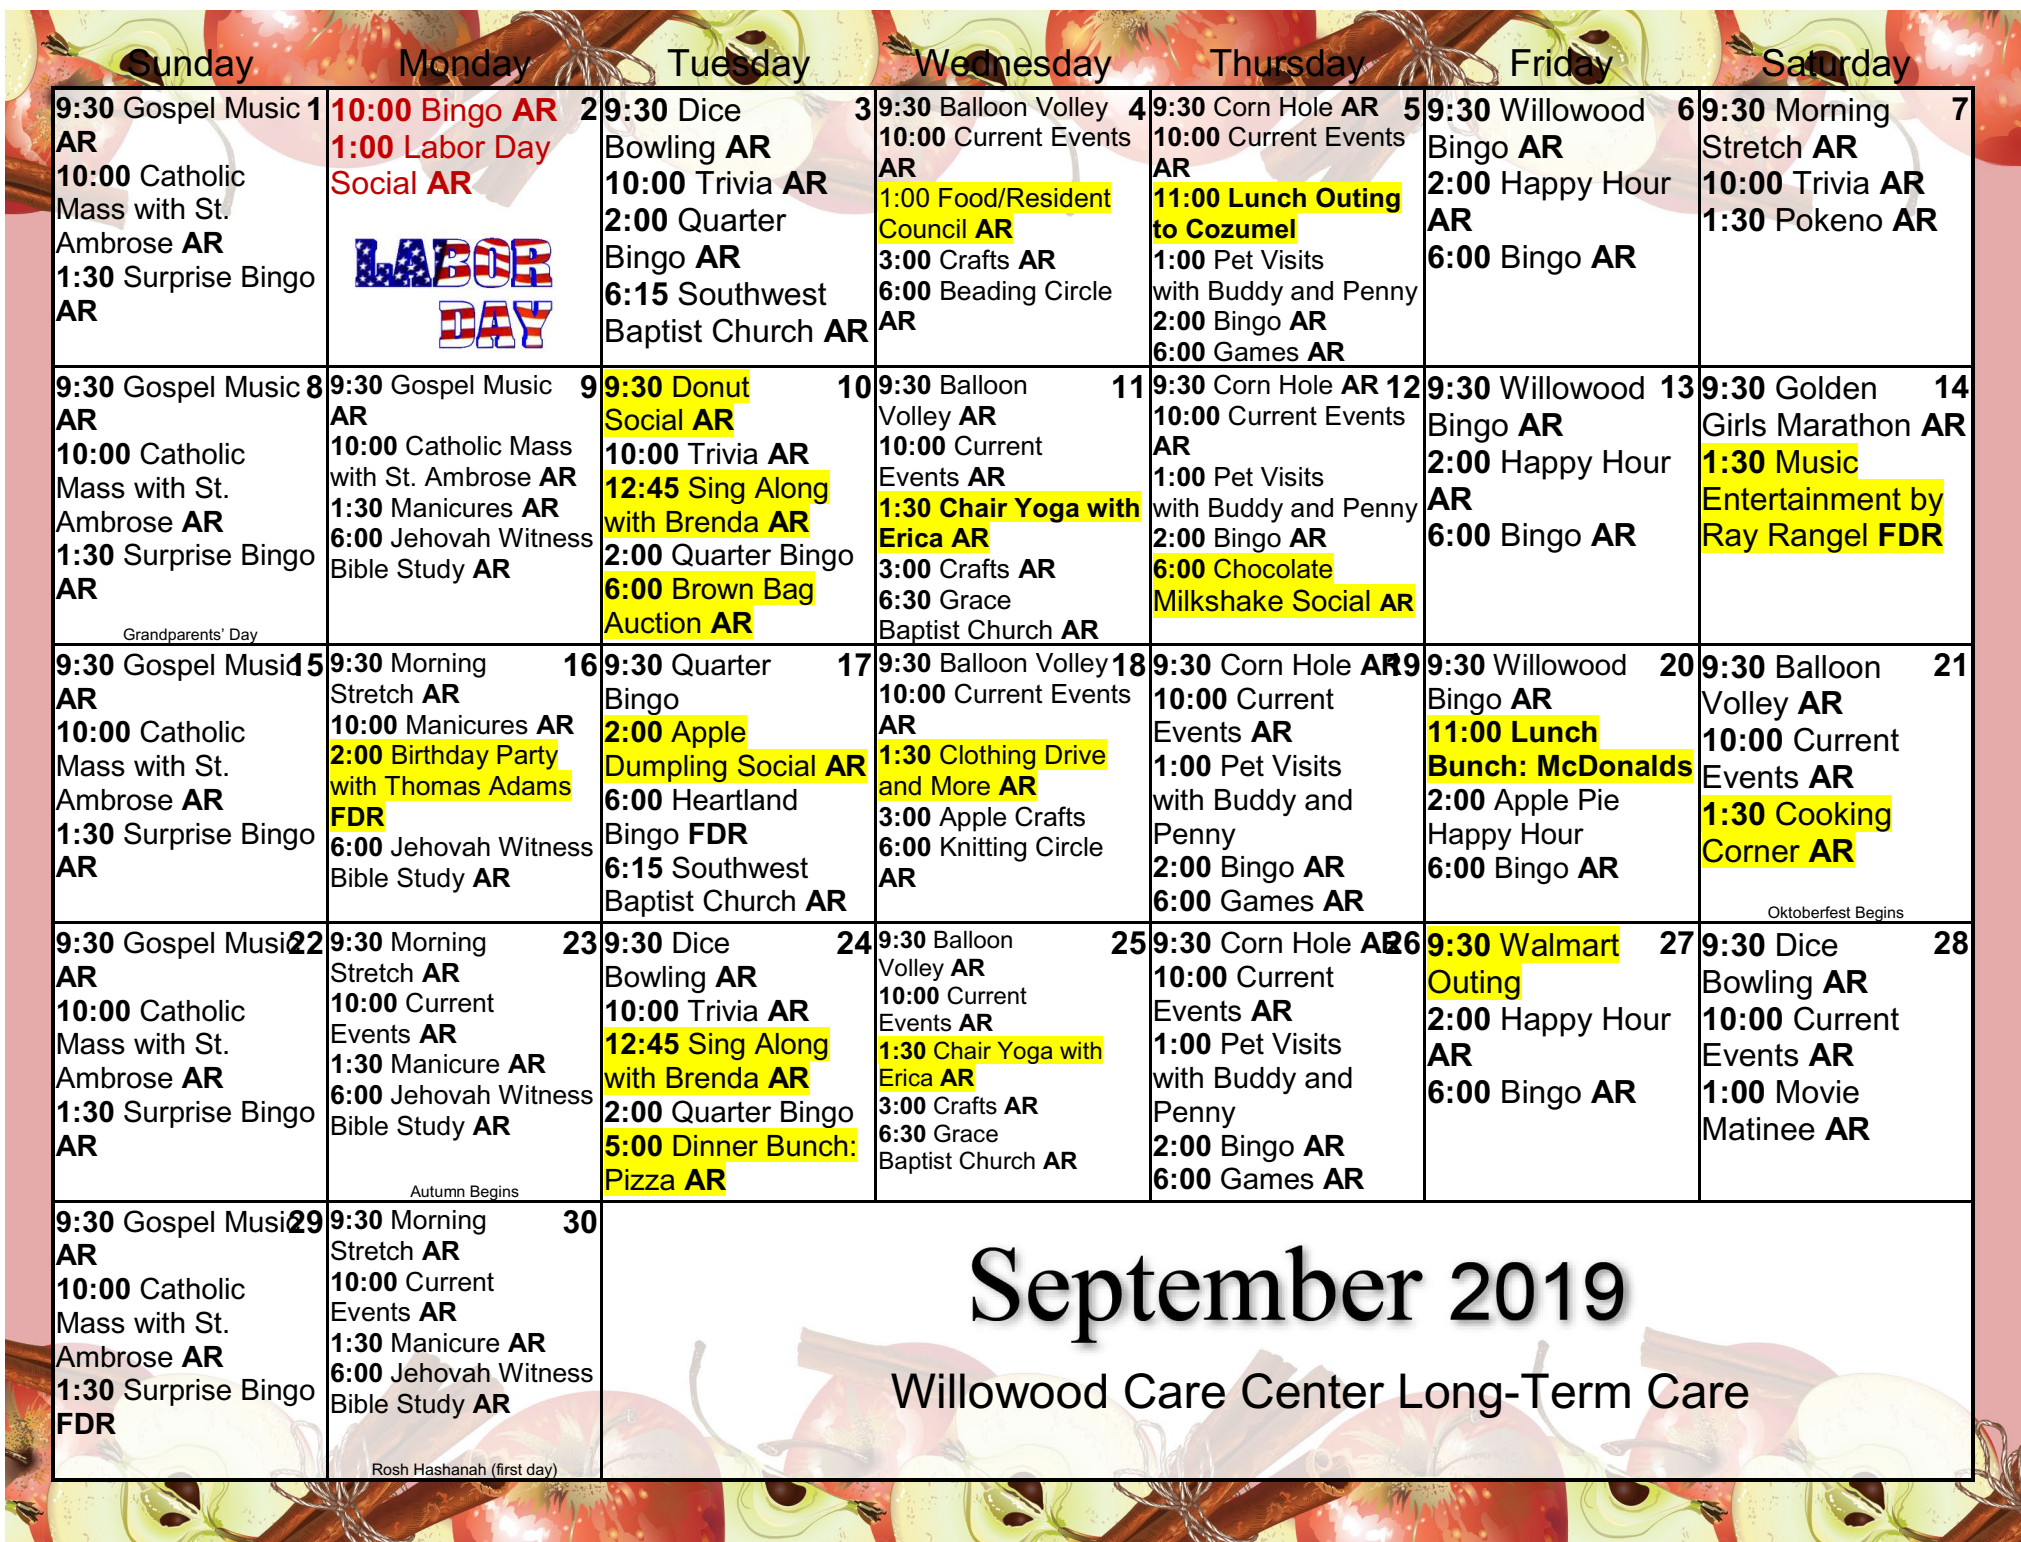 Sunday Monday Tuesday Wednesday Thursday Friday Saturday
9:30 Gospel Music 1
AR
10:00 Catholic
Mass with St.
Ambrose AR
1:30 Surprise Bingo
AR
10:00 Bingo AR 2
1:00 Labor Day
Social AR
LABOR
DAY
9:30 Dice 3
Bowling AR
10:00 Trivia AR
2:00 Quarter
Bingo AR
6:15 Southwest
Baptist Church AR
9:30 Balloon Volley 4
10:00 Current Events
AR
1:00 Food/Resident
Council AR
3:00 Crafts AR
6:00 Beading Circle
AR
9:30 Corn Hole AR 5
10:00 Current Events
AR
11:00 Lunch Outing
to Cozumel
1:00 Pet Visits
with Buddy and Penny
2:00 Bingo AR
6:00 Games AR
9:30 Willowood 6
Bingo AR
2:00 Happy Hour
AR
6:00 Bingo AR
9:30 Morning 7
Stretch AR
10:00 Trivia AR
1:30 Pokeno AR
9:30 Gospel Music 8
AR
10:00 Catholic
Mass with St.
Ambrose AR
1:30 Surprise Bingo
AR
Grandparents' Day
9:30 Gospel Music 9
AR
10:00 Catholic Mass
with St. Ambrose AR
1:30 Manicures AR
6:00 Jehovah Witness
Bible Study AR
9:30 Donut 10
Social AR
10:00 Trivia AR
12:45 Sing Along
with Brenda AR
2:00 Quarter Bingo
6:00 Brown Bag
Auction AR
9:30 Balloon 11
Volley AR
10:00 Current
Events AR
1:30 Chair Yoga with
Erica AR
3:00 Crafts AR
6:30 Grace
Baptist Church AR
9:30 Corn Hole AR 12
10:00 Current Events
AR
1:00 Pet Visits
with Buddy and Penny
2:00 Bingo AR
6:00 Chocolate
Milkshake Social AR
9:30 Willowood 13
Bingo AR
2:00 Happy Hour
AR
6:00 Bingo AR
9:30 Golden 14
Girls Marathon AR
1:30 Music
Entertainment by
Ray Rangel FDR
9:30 Gospel Music 15
AR
10:00 Catholic
Mass with St.
Ambrose AR
1:30 Surprise Bingo
AR
9:30 Morning 16
Stretch AR
10:00 Manicures AR
2:00 Birthday Party
with Thomas Adams
FDR
6:00 Jehovah Witness
Bible Study AR
9:30 Quarter 17
Bingo
2:00 Apple
Dumpling Social AR
6:00 Heartland
Bingo FDR
6:15 Southwest
Baptist Church AR
9:30 Balloon Volley 18
10:00 Current Events
AR
1:30 Clothing Drive
and More AR
3:00 Apple Crafts
6:00 Knitting Circle
AR
9:30 Corn Hole AR 19
10:00 Current
Events AR
1:00 Pet Visits
with Buddy and
Penny
2:00 Bingo AR
6:00 Games AR
9:30 Willowood 20
Bingo AR
11:00 Lunch
Bunch: McDonalds
2:00 Apple Pie
Happy Hour
6:00 Bingo AR
9:30 Balloon 21
Volley AR
10:00 Current
Events AR
1:30 Cooking
Corner AR
Oktoberfest Begins
9:30 Gospel Music 22
AR
10:00 Catholic
Mass with St.
Ambrose AR
1:30 Surprise Bingo
AR
9:30 Morning 23
Stretch AR
10:00 Current
Events AR
1:30 Manicure AR
6:00 Jehovah Witness
Bible Study AR
Autumn Begins
9:30 Dice 24
Bowling AR
10:00 Trivia AR
12:45 Sing Along
with Brenda AR
2:00 Quarter Bingo
5:00 Dinner Bunch:
Pizza AR
9:30 Balloon 25
Volley AR
10:00 Current
Events AR
1:30 Chair Yoga with
Erica AR
3:00 Crafts AR
6:30 Grace
Baptist Church AR
9:30 Corn Hole AR 26
10:00 Current
Events AR
1:00 Pet Visits
with Buddy and
Penny
2:00 Bingo AR
6:00 Games AR
9:30 Walmart 27
Outing
2:00 Happy Hour
AR
6:00 Bingo AR
9:30 Dice 28
Bowling AR
10:00 Current
Events AR
1:00 Movie
Matinee AR
9:30 Gospel Music 29
AR
10:00 Catholic
Mass with St.
Ambrose AR
1:30 Surprise Bingo
FDR
9:30 Morning 30
Stretch AR
10:00 Current
Events AR
1:30 Manicure AR
6:00 Jehovah Witness
Bible Study AR
Rosh Hashanah (first day)
September 2019
Willowood Care Center Long-Term Care